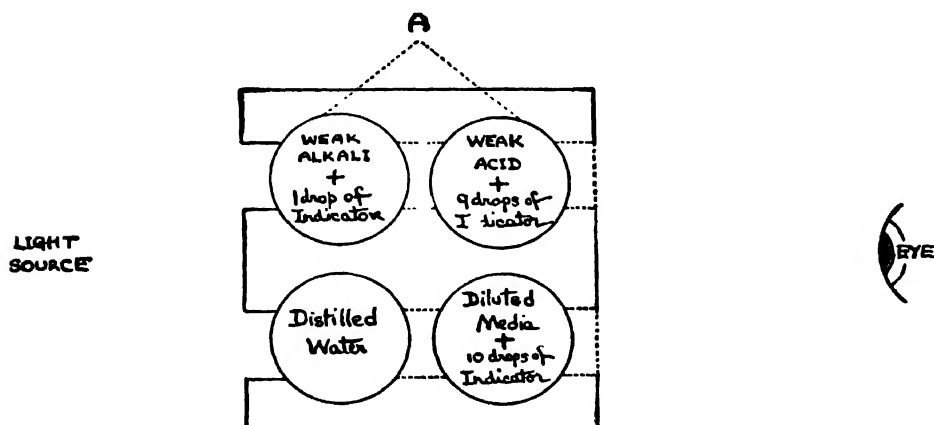 A
WEAK
ALKALI
+
1 drop of
Indicator
WEAK
ACID
+
9 drops of
I dicator
LIGHT
SOURCE
EYE
Distilled
Water
Diluted
Media
+
10 drops of
Indicator